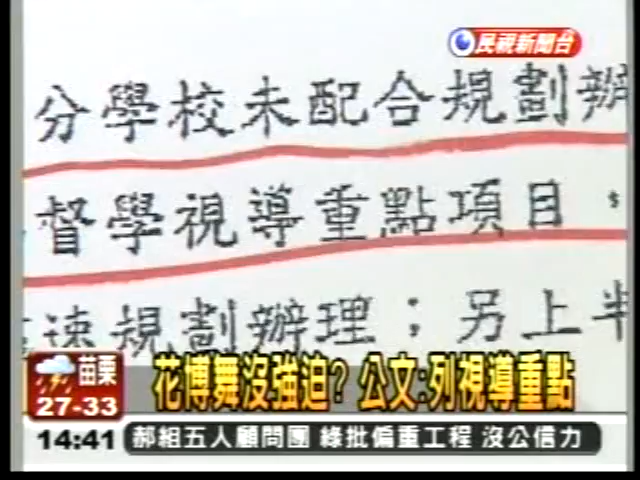 民視新聞台
分學校未配合規劃辦
督學視導重點項目，
速規劃辦理；另上半
苗栗
27-33
花博舞沒強迫？ 公文:列視導重點
14:41
郝組五人顧問團 綠批偏重工程 沒公信力